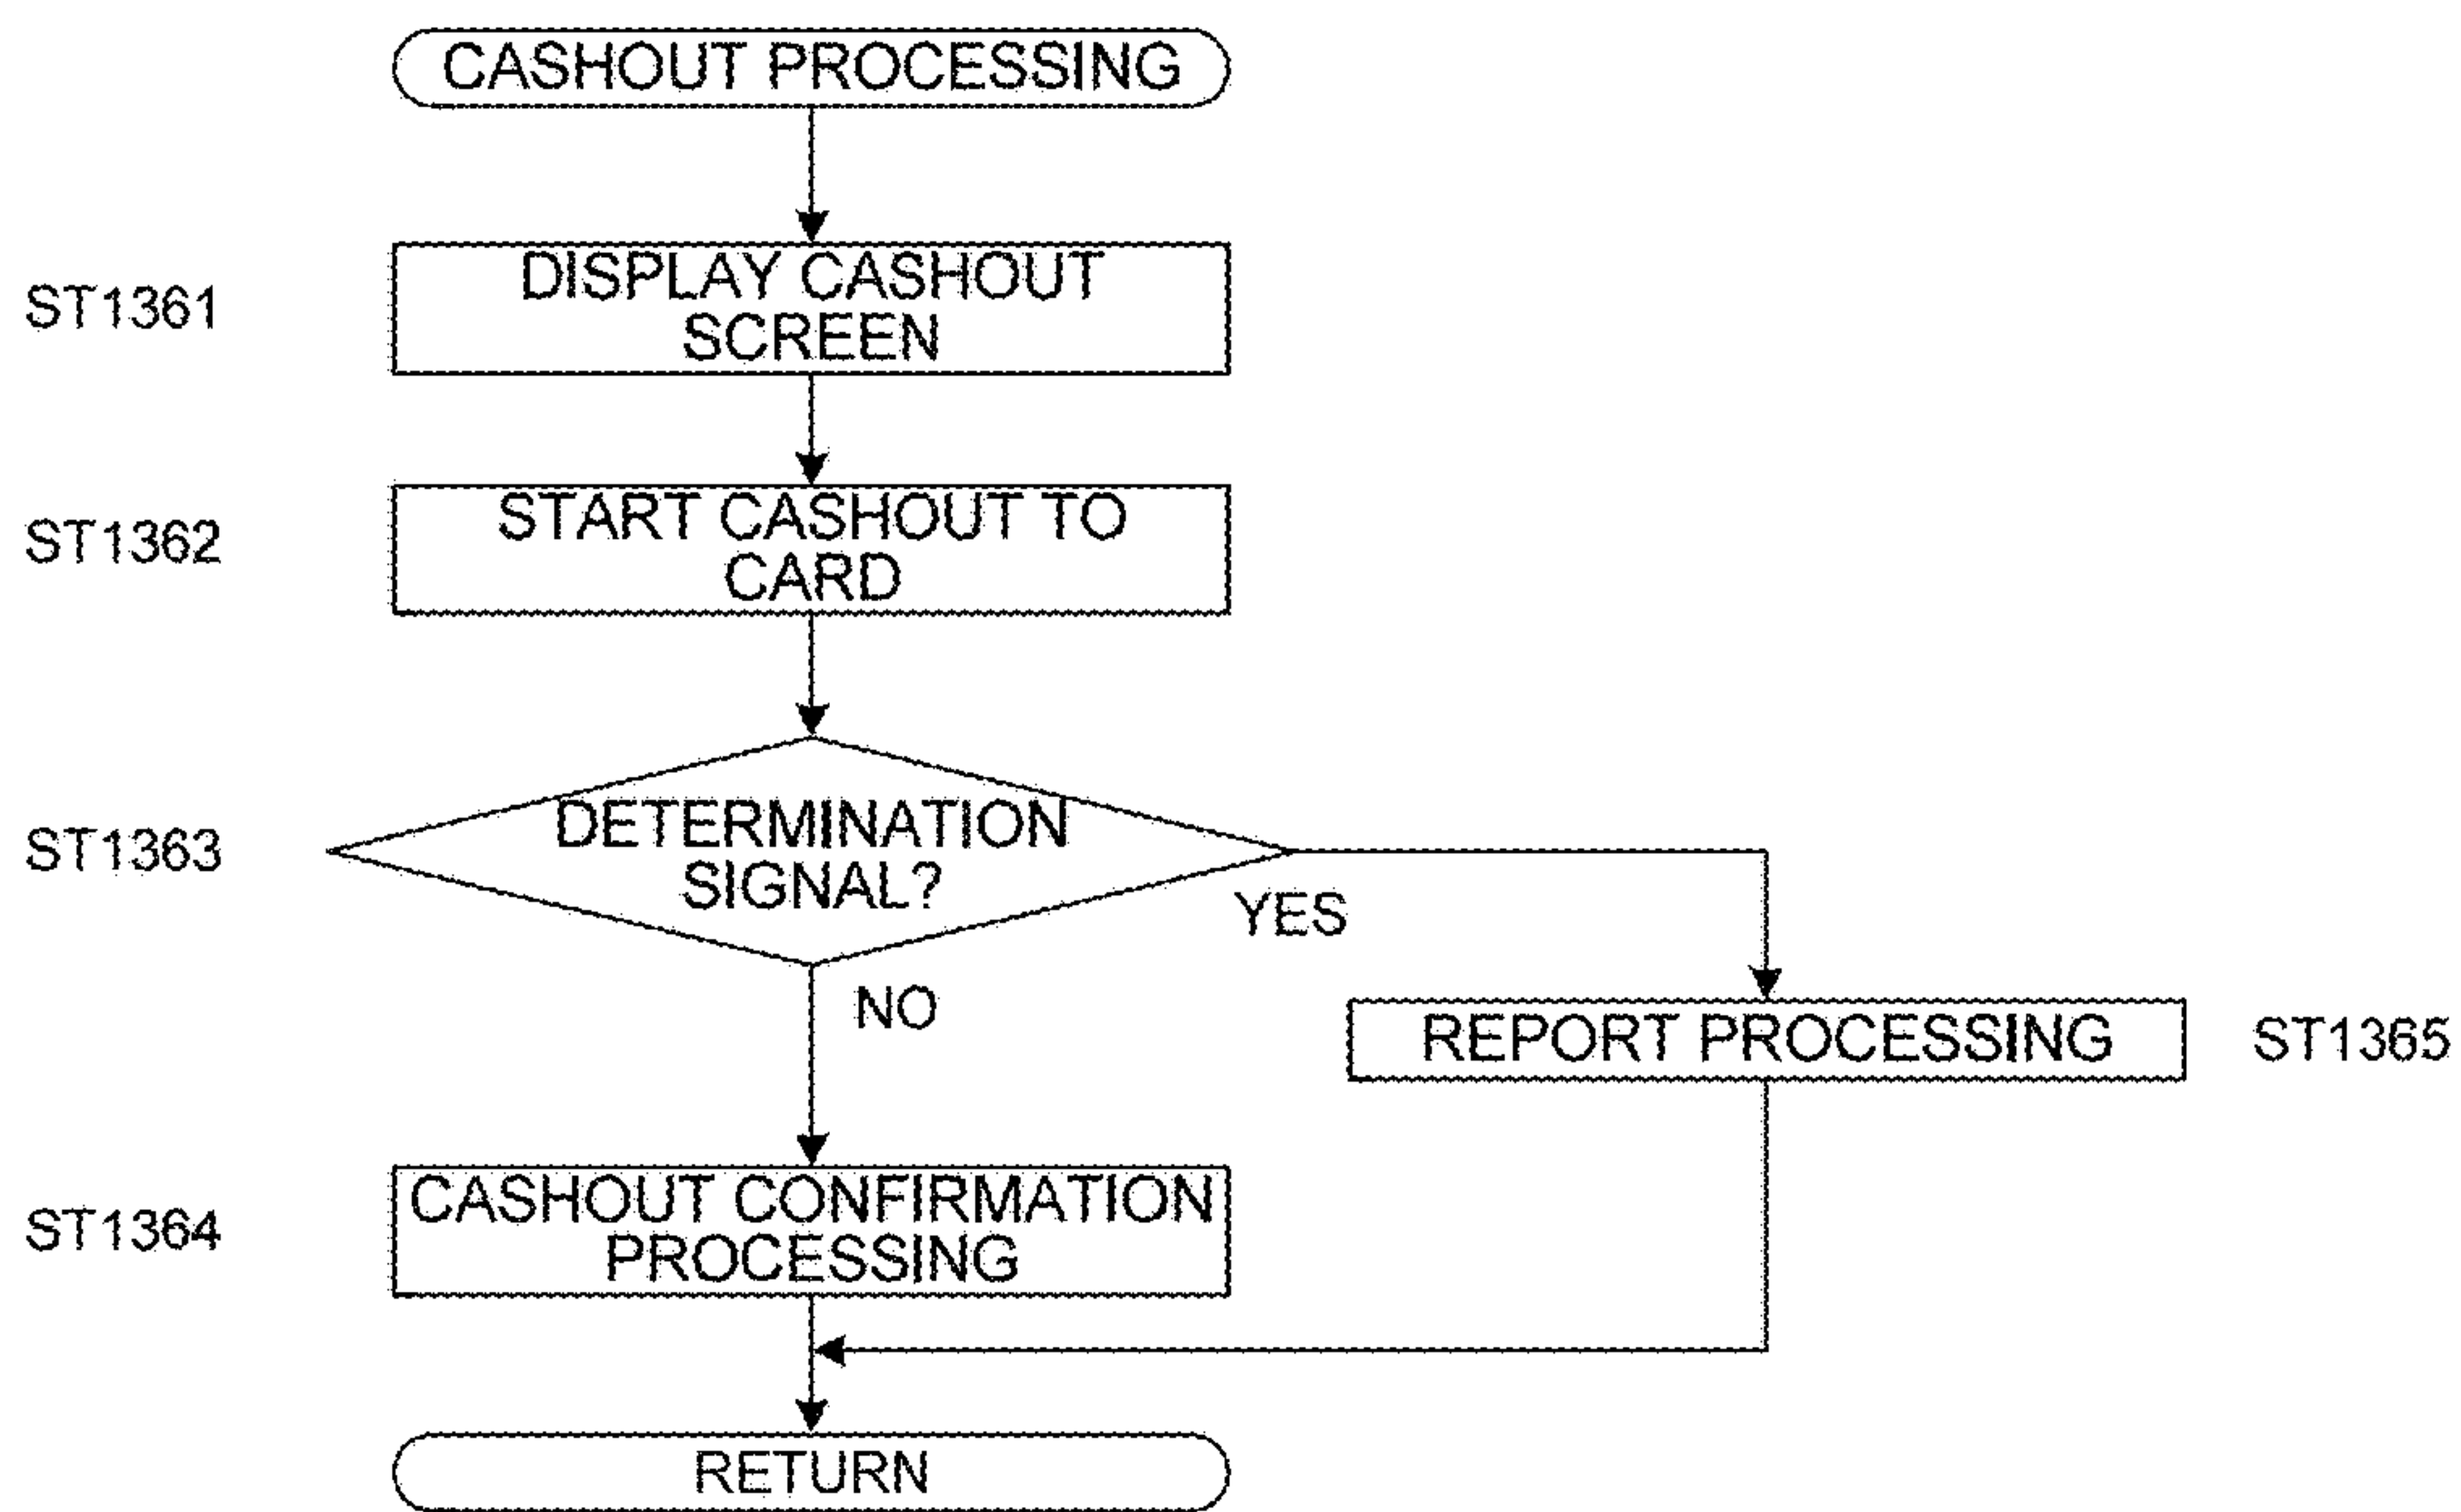 CASHOUT PROCESSING
ST1361
DISPLAY CASHOUT
SCREEN
ST1362
START CASHOUT TO
CARD
ST1363
DETERMINATION
SIGNAL?
YES
NO
REPORT PROCESSING
ST1365
ST1364
CASHOUT CONFIRMATION
PROCESSING
RETURN